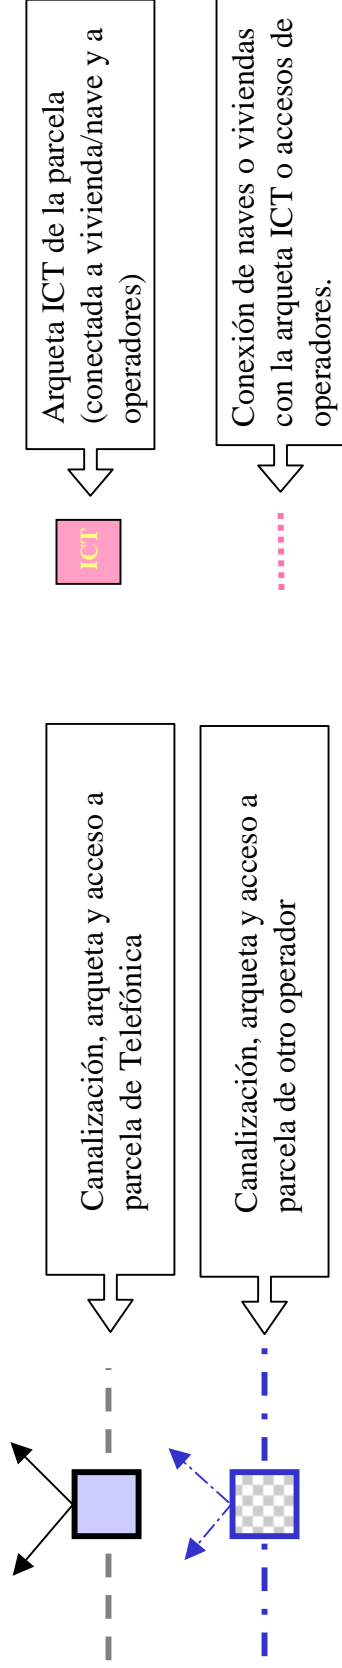 Canalización, arqueta y acceso a
parcela de Telefónica
Canalización, arqueta y acceso a
parcela de otro operador
ICT
Arqueta ICT de la parcela
(conectada a vivienda/nave y a
operadores)
Conexión de naves o viviendas
con la arqueta ICT o accesos de
operadores.